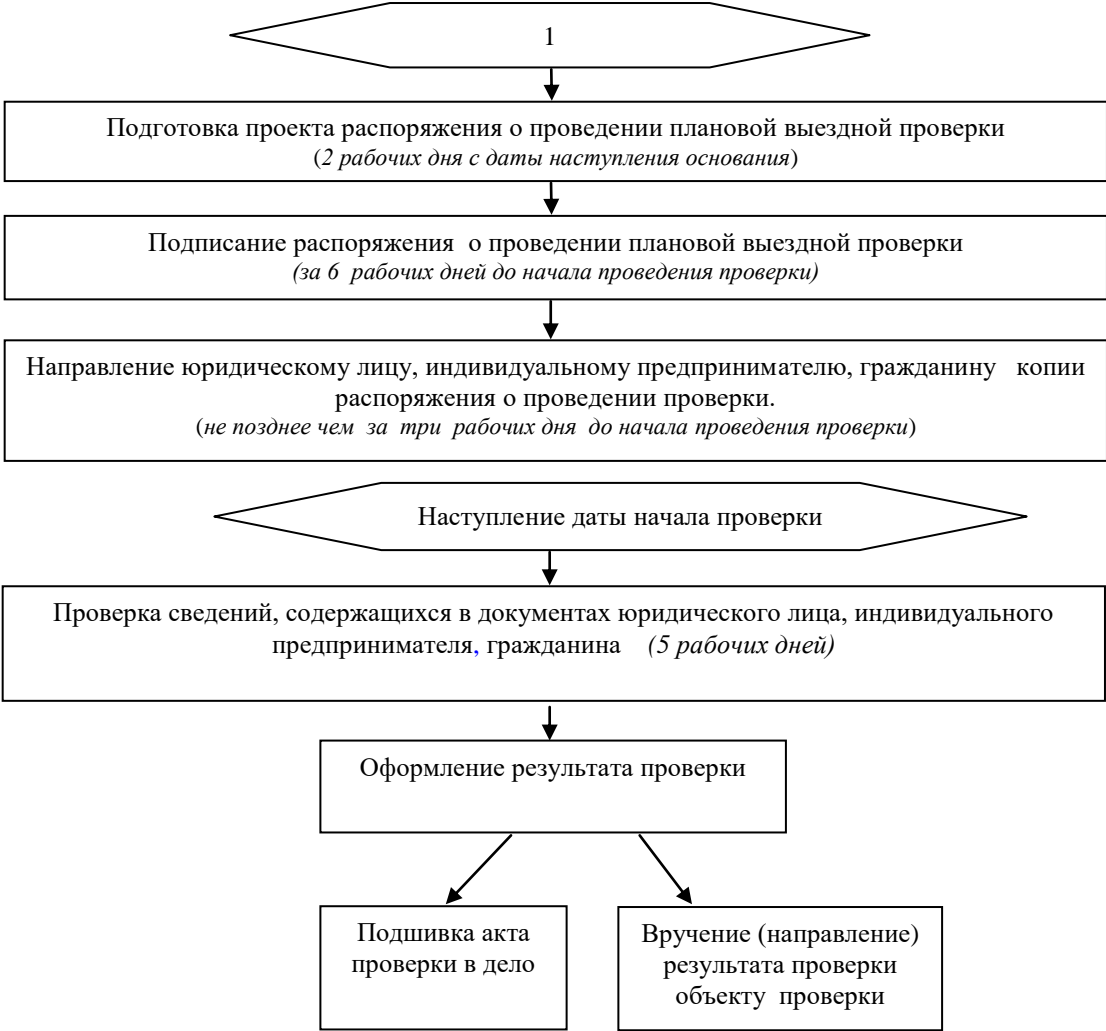 1
Подготовка проекта распоряжения о проведении плановой выездной проверки
(2 рабочих дня с даты наступления основания)
Подписание распоряжения о проведении плановой выездной проверки
(за 6 рабочих дней до начала проведения проверки)
Направление юридическому лицу, индивидуальному предпринимателю, гражданину копии
распоряжения о проведении проверки.
(не позднее чем за три рабочих дня до начала проведения проверки)
Наступление даты начала проверки
Проверка сведений, содержащихся в документах юридического лица, индивидуального
предпринимателя, гражданина (5 рабочих дней)
Оформление результата проверки
Подшивка акта
проверки в дело
Вручение (направление)
результата проверки
объекту проверки